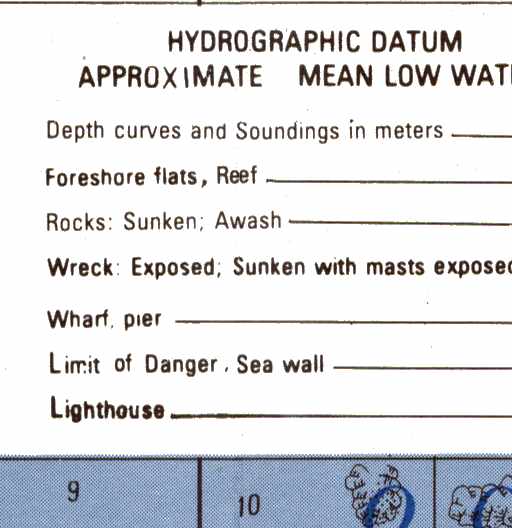 HYDROGRAPHIC DATUM
APPROXIMATE MEAN LOW WAT
Depth curves and Soundings in meters
Foreshore flats, Reef
Rocks: Sunken; Awash
Wreck: Exposed; Sunken with masts exposed
Wharf, pier
Limit of Danger, Sea wall
Lighthouse
9 10